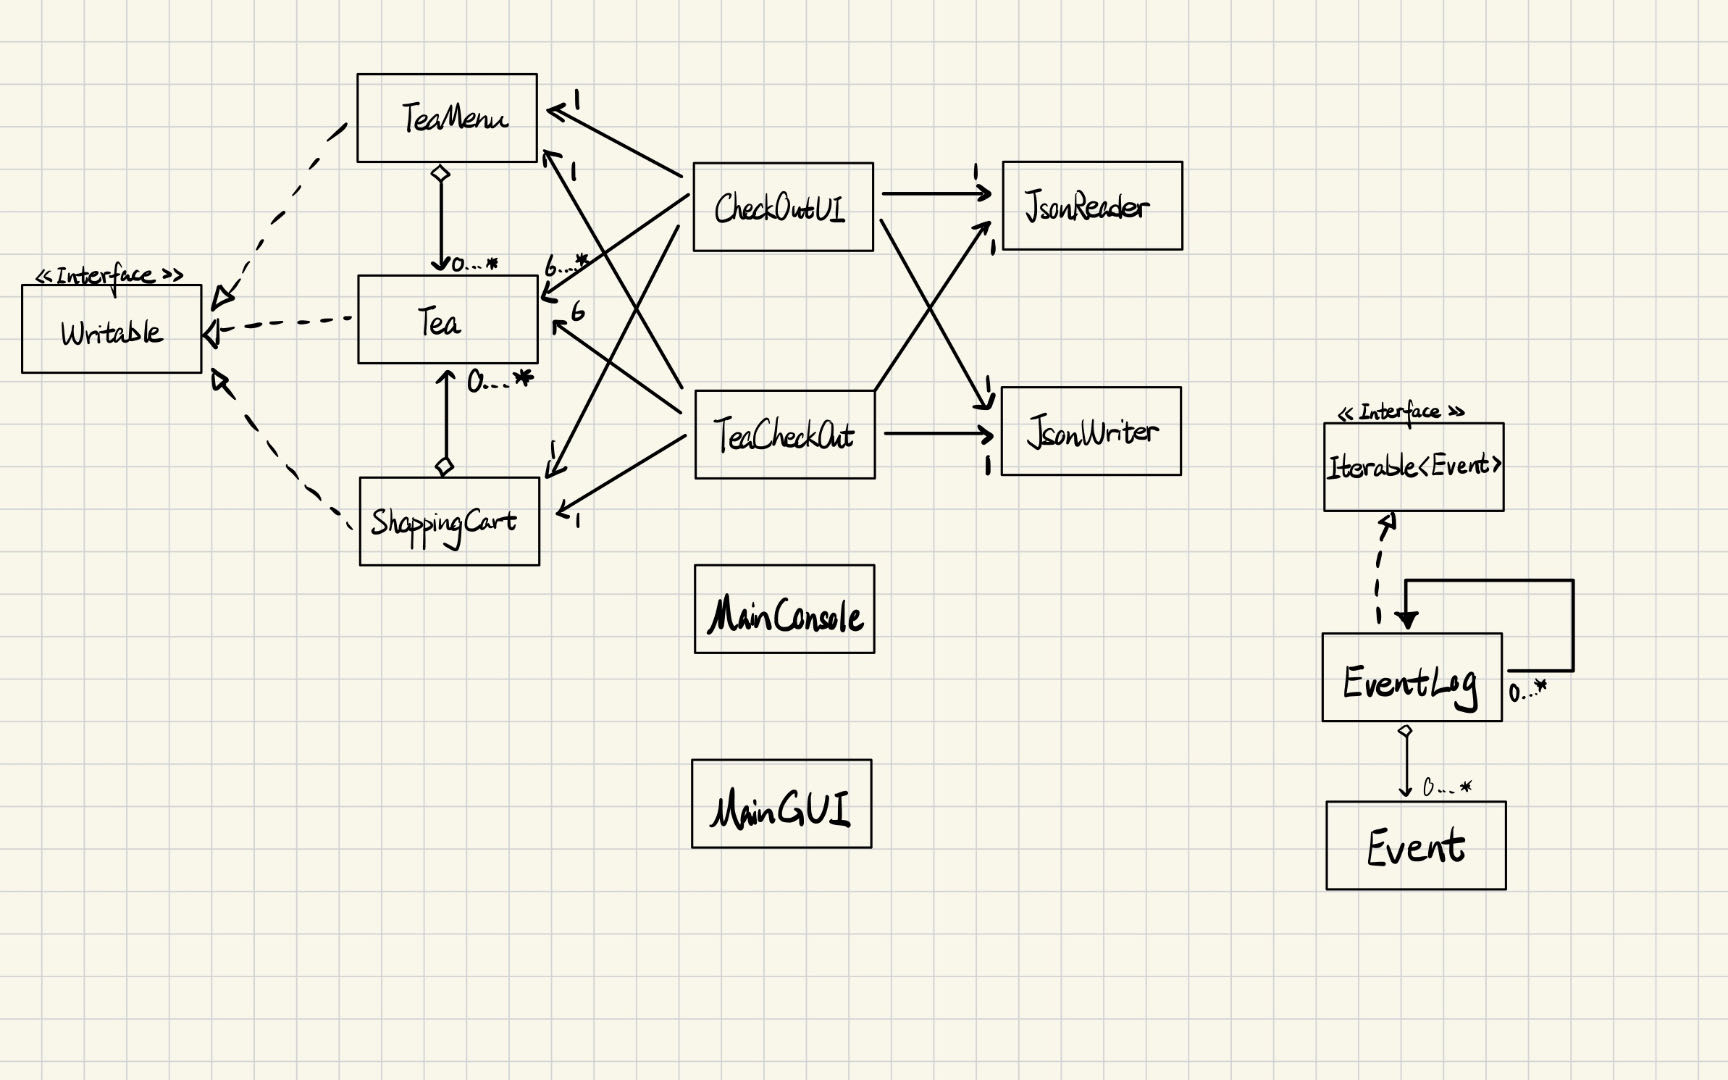 TeaMenu
1
1
CheckOutUI
1
JsonReader
1
<<Interface>>
Writable
0...*
6...*
Tea
6
0...*
1
TeaCheckOut
1
JsonWriter
1
ShoppingCart
1
<<Interface>>
Iterable<Event>
MainConsole
EventLog
0...*
MainGUI
0...*
Event